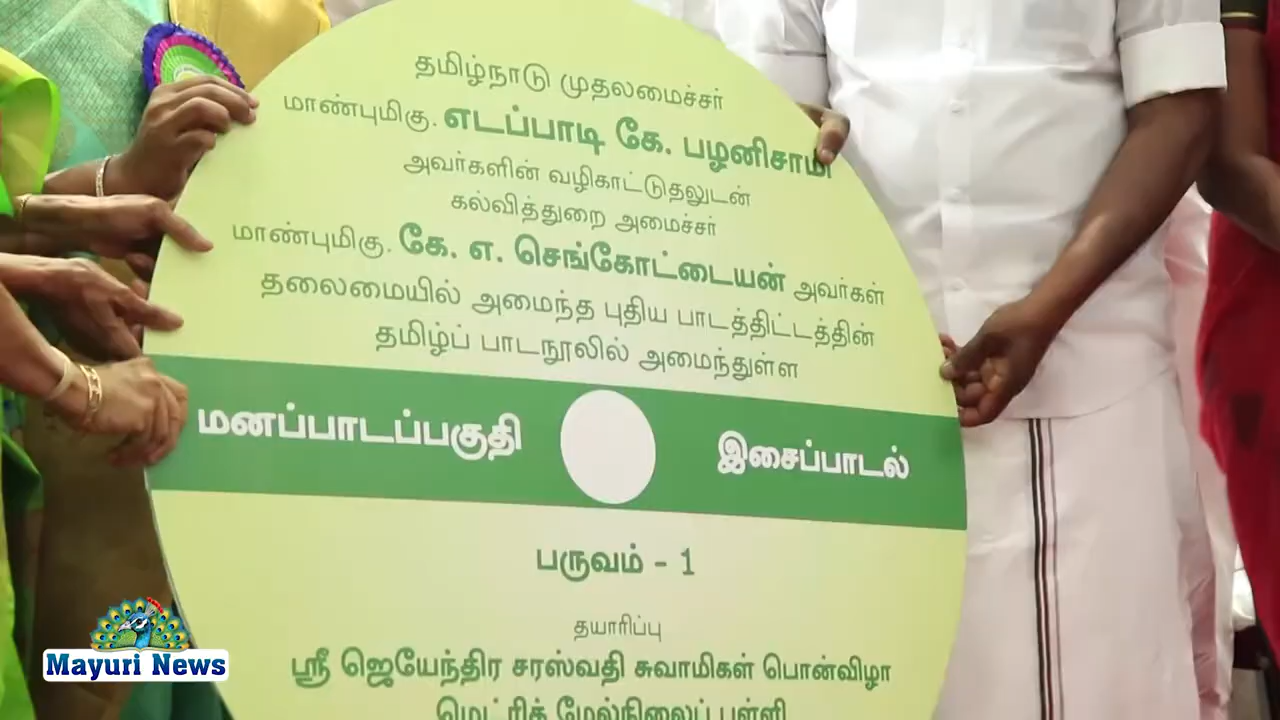 தமிழ்நாடு முதலமைச்சர்
மாண்புமிகு. எடப்பாடி கே. பழனிசாமி
அவர்களின் வழிகாட்டுதலுடன்
கல்வித்துறை அமைச்சர்
மாண்புமிகு. கே. எ. செங்கோட்டையன் அவர்கள்
தலைமையில் அமைந்த புதிய பாடத்திட்டத்தின்
தமிழ்ப் பாடநூலில் அமைந்துள்ள
மனப்பாடப்பகுதி இசைப்பாடல்
பருவம் - 1
தயாரிப்பு
ஸ்ரீ ஜெயேந்திர சரஸ்வதி சுவாமிகள் பொன்விழா
மெட்ரிக் மேல்நிலைப் பள்ளி
Mayuri News